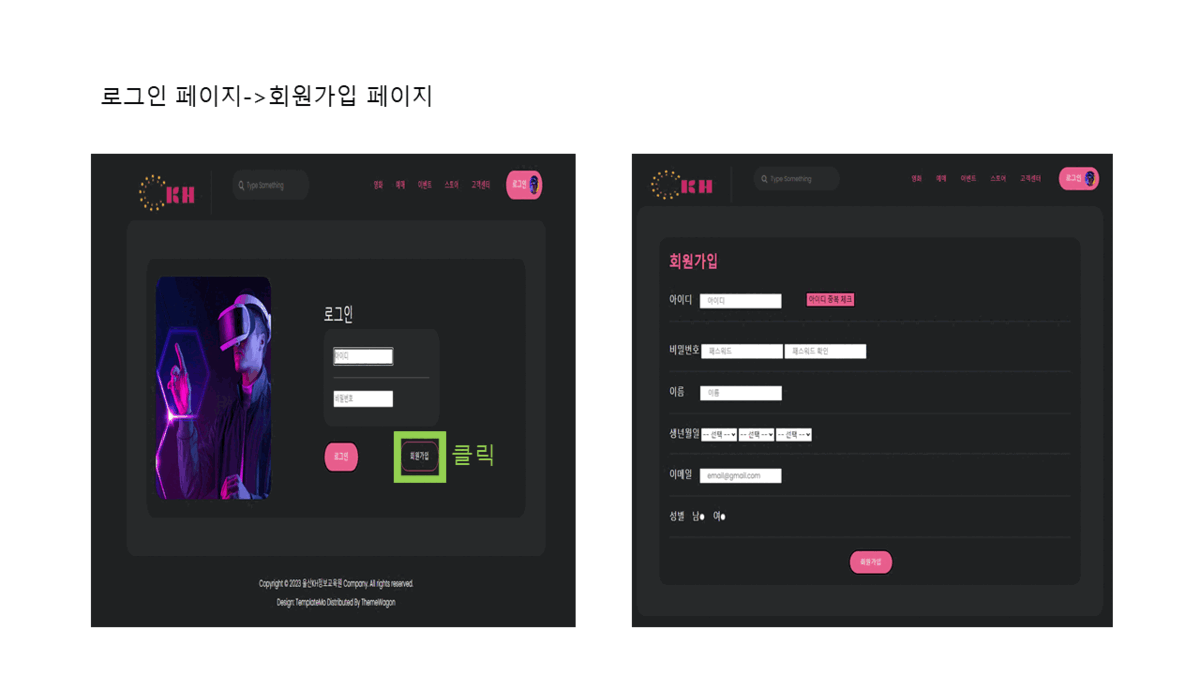 로그인 페이지->회원가입 페이지
KH
Type Something
영화 예매 이벤트 스토어 고객센터 로그인
로그인
아이디
비밀번호
로그인 회원가입 클릭
Copyright © 2023 울산KH정보교육원 Company. All rights reserved.
Design: TemplateMo Distributed By ThemeWagon
KH
Type Something
영화 예매 이벤트 스토어 고객센터 로그인
회원가입
아이디 아이디 아이디 중복 체크
비밀번호 패스워드 패스워드 확인
이름 이름
생년월일 -- 선택 -- -- 선택 -- -- 선택 --
이메일 email@gmail.com
성별 남 여
회원가입